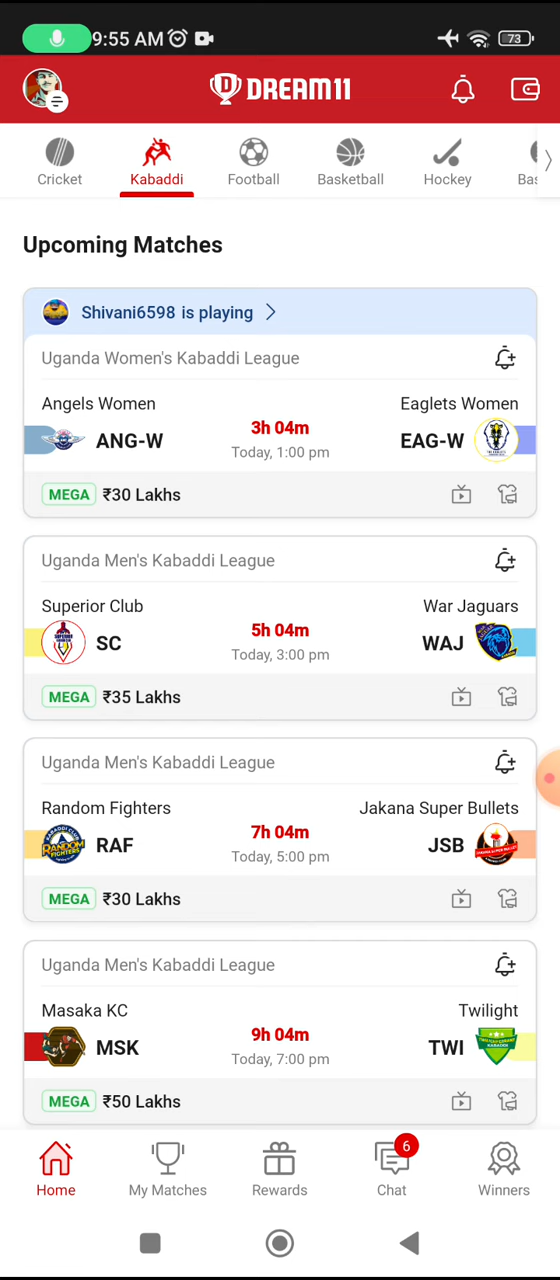 9:55 AM
73
DREAM11
Cricket
Kabaddi
Football
Basketball
Hockey
Bas
Upcoming Matches
Shivani6598 is playing
Uganda Women's Kabaddi League
Angels Women
Eaglets Women
ANG-W
3h 04m
EAG-W
Today, 1:00 pm
MEGA ₹30 Lakhs
Uganda Men's Kabaddi League
Superior Club
War Jaguars
SC
5h 04m
WAJ
Today, 3:00 pm
MEGA ₹35 Lakhs
Uganda Men's Kabaddi League
Random Fighters
Jakana Super Bullets
RANDOM FIGHTERS
RAF
7h 04m
JSB
Today, 5:00 pm
MEGA ₹30 Lakhs
Uganda Men's Kabaddi League
Masaka KC
Twilight
MSK
9h 04m
TWI
Today, 7:00 pm
MEGA ₹50 Lakhs
6
Home
My Matches
Rewards
Chat
Winners